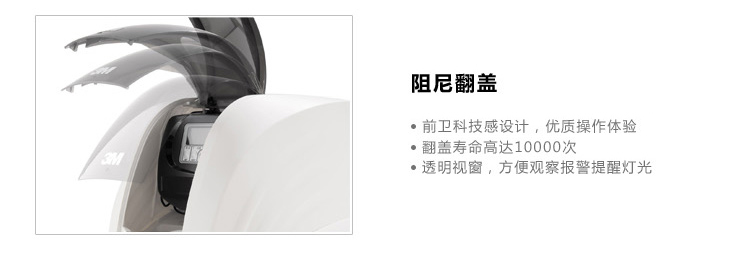 3M
3M
阻尼翻盖
• 前卫科技感设计，优质操作体验
• 翻盖寿命高达10000次
• 透明视窗，方便观察报警提醒灯光